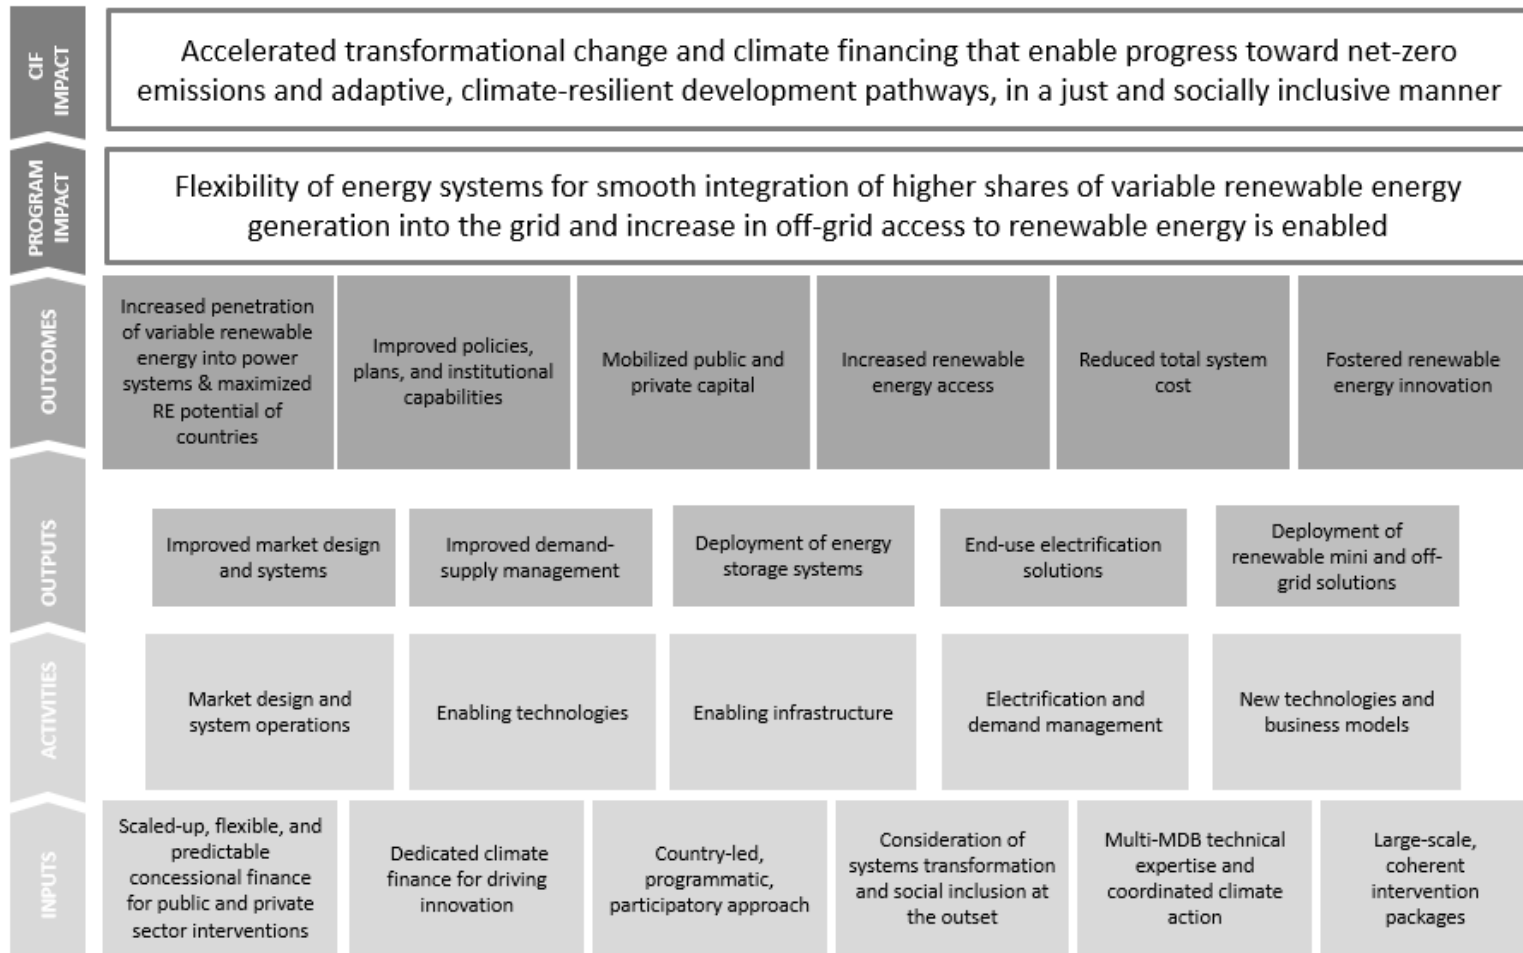 CIF
IMPACT
Accelerated transformational change and climate financing that enable progress toward net-zero
emissions and adaptive, climate-resilient development pathways, in a just and socially inclusive manner
PROGRAM
IMPACT
Flexibility of energy systems for smooth integration of higher shares of variable renewable energy
generation into the grid and increase in off-grid access to renewable energy is enabled
OUTCOMES
Increased penetration
of variable renewable
energy into power
systems & maximized
RE potential of
countries
Improved policies,
plans, and institutional
capabilities
Mobilized public and
private capital
Increased renewable
energy access
Reduced total system
cost
Fostered renewable
energy innovation
OUTPUTS
Improved market design
and systems
Improved demand-
supply management
Deployment of energy
storage systems
End-use electrification
solutions
Deployment of
renewable mini and off-
grid solutions
ACTIVITIES
Market design and
system operations
Enabling technologies
Enabling infrastructure
Electrification and
demand management
New technologies and
business models
INPUTS
Scaled-up, flexible, and
predictable
concessional finance
for public and private
sector interventions
Dedicated climate
finance for driving
innovation
Country-led,
programmatic,
participatory approach
Consideration of
systems transformation
and social inclusion at
the outset
Multi-MDB technical
expertise and
coordinated climate
action
Large-scale,
coherent
intervention
packages